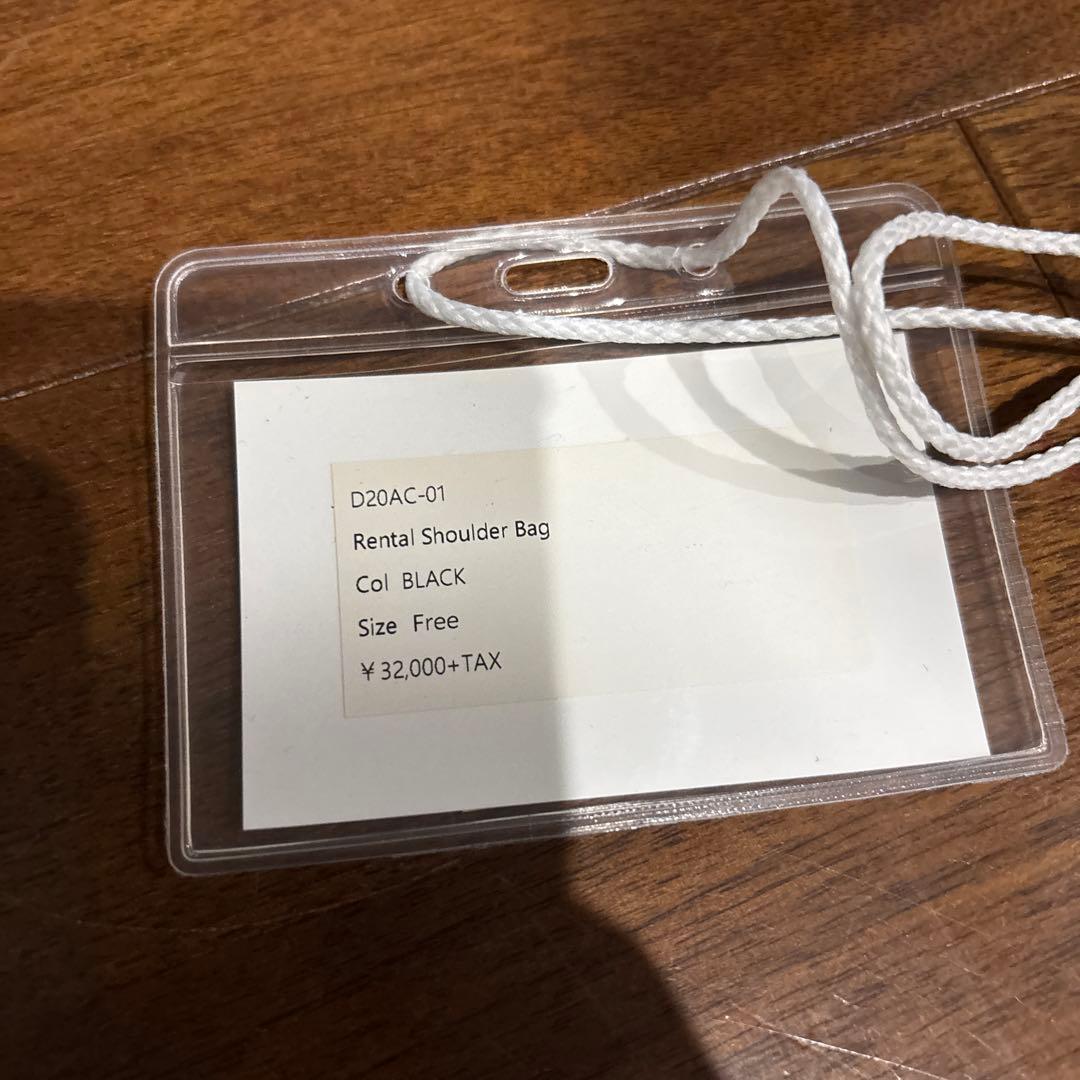 D20AC-01
Rental Shoulder Bag
Col BLACK
Size Free
¥32,000+TAX